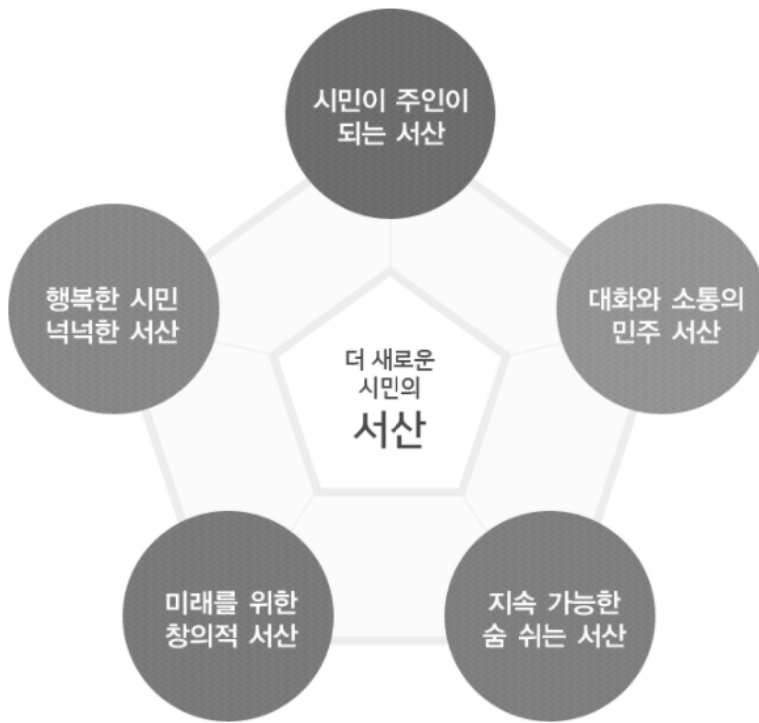 시민이 주인이
되는 서산
행복한 시민
넉넉한 서산
대화와 소통의
민주 서산
더 새로운
시민의
서산
미래를 위한
창의적 서산
지속 가능한
숨 쉬는 서산